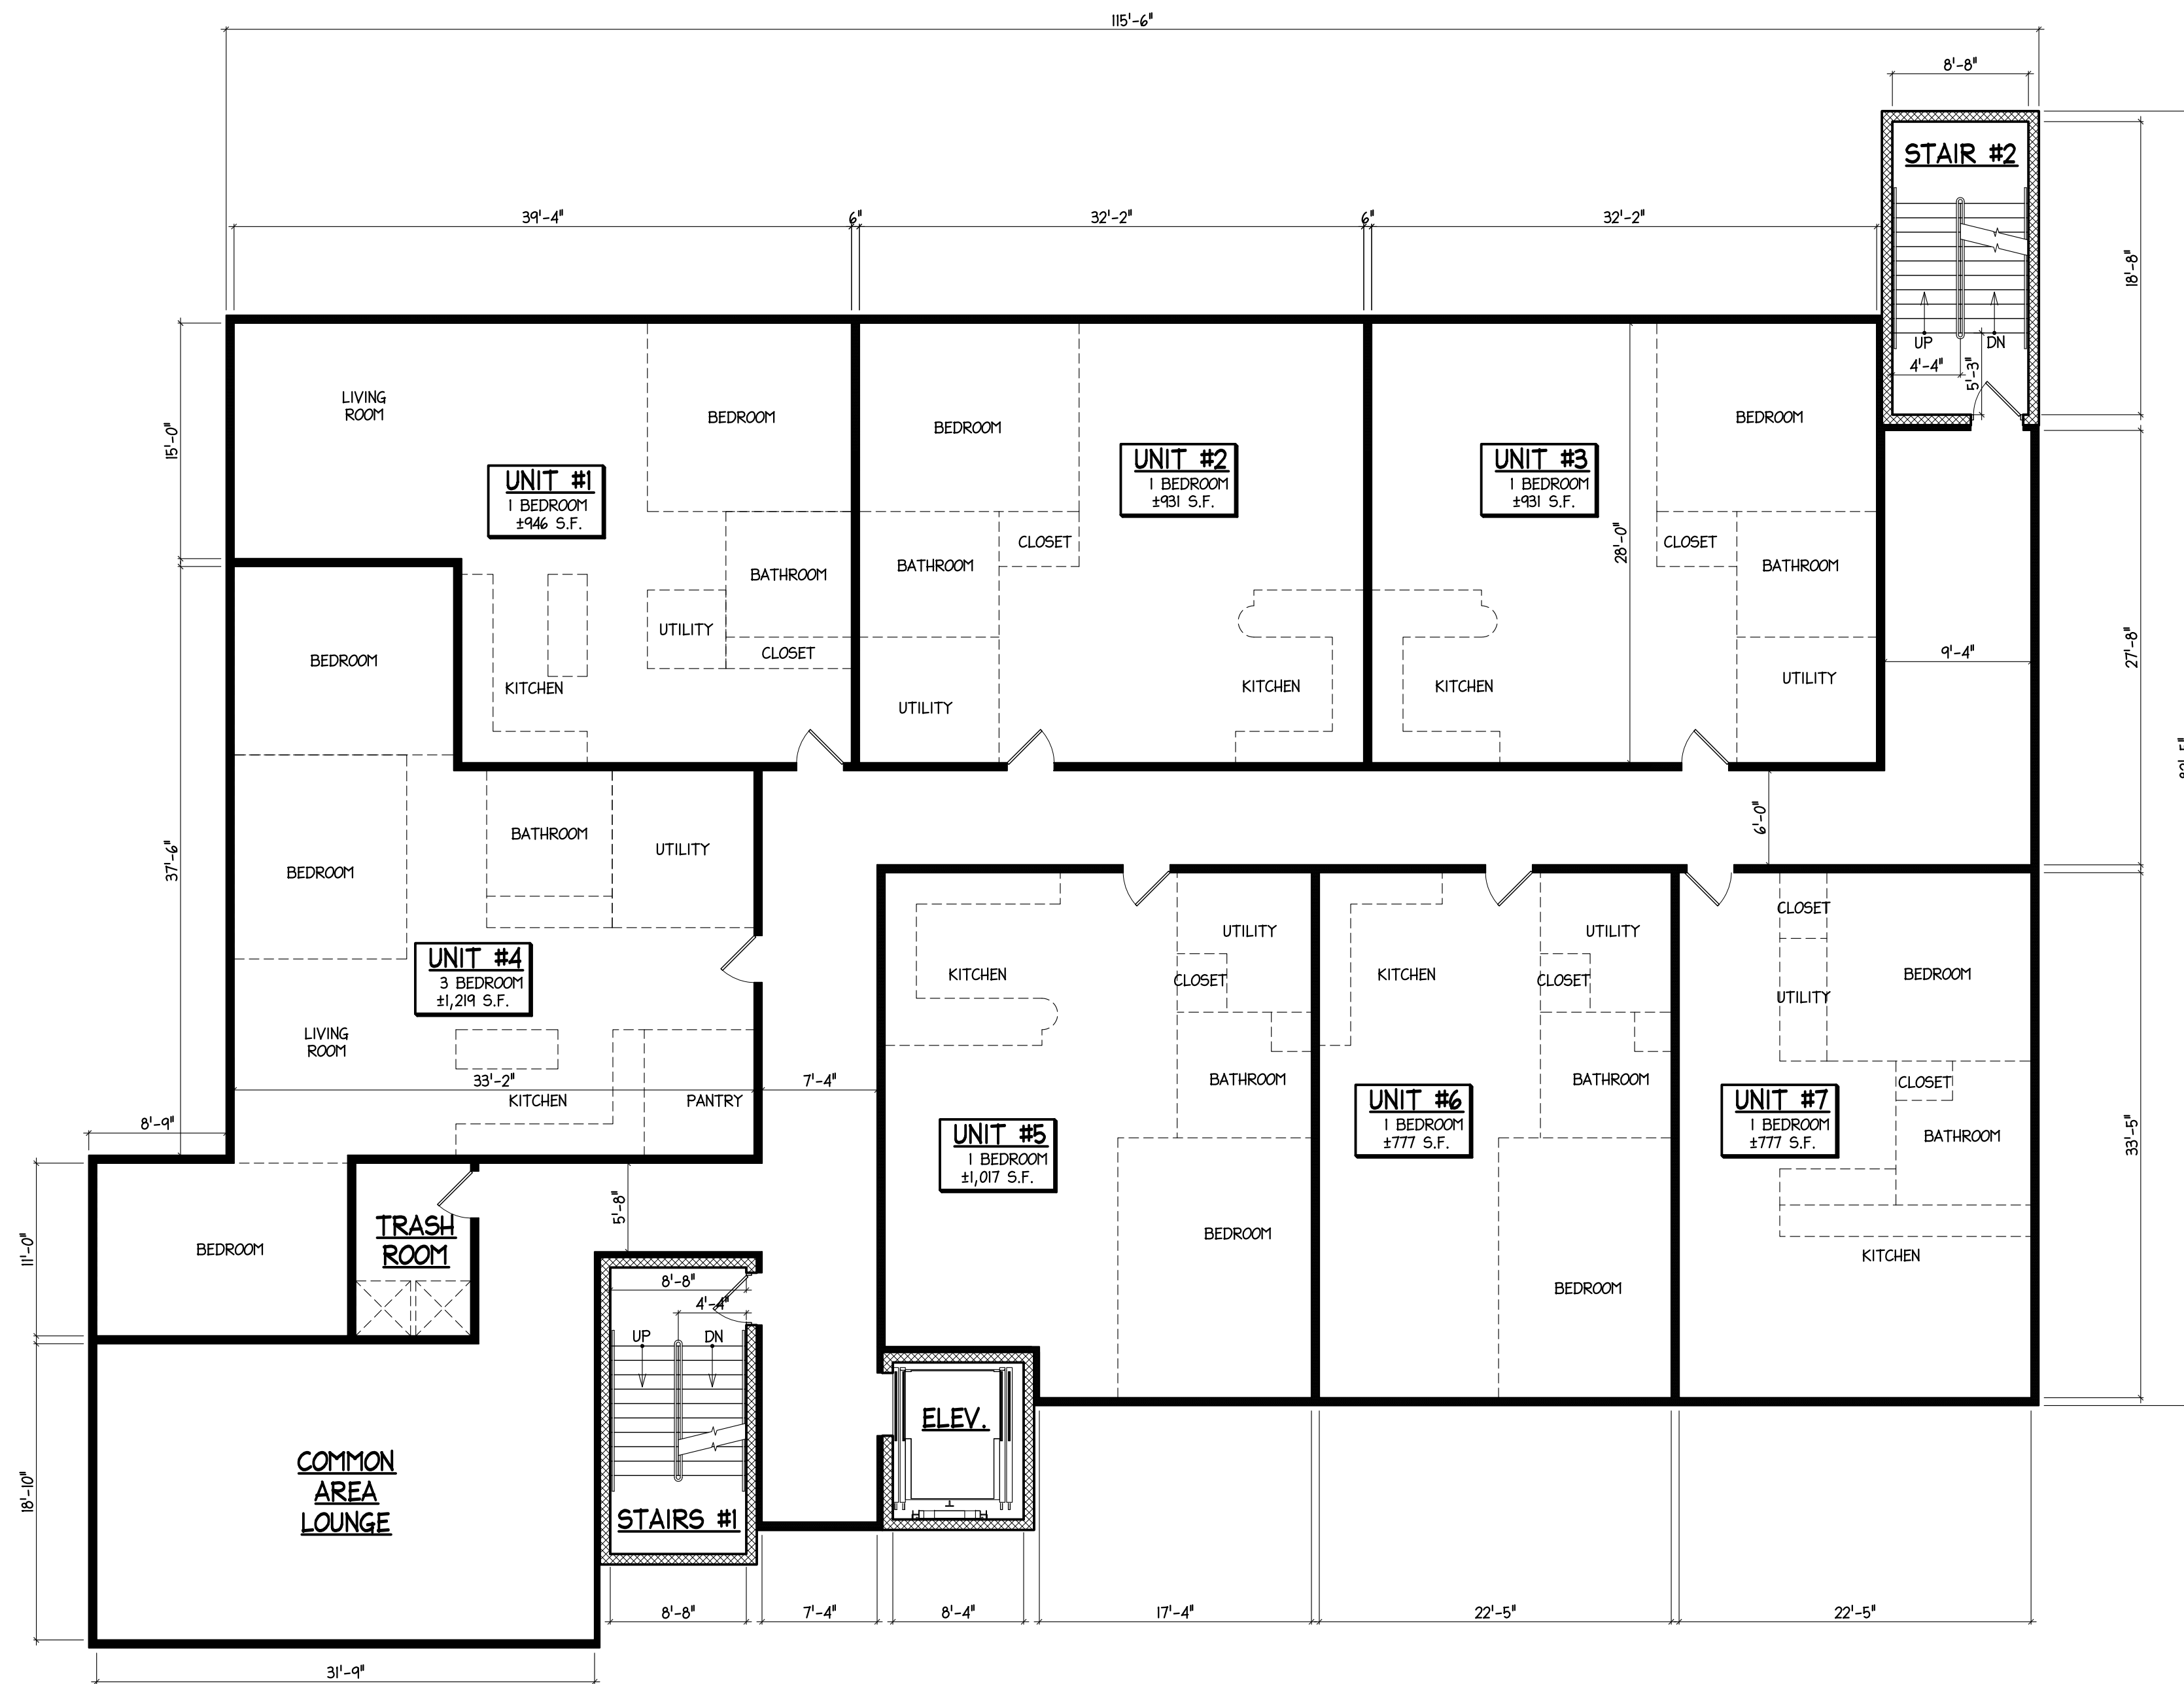 115'-6"
8'-8"
STAIR #2
39'-4"
6"
32'-2"
6"
32'-2"
18'-8"
UP
DN
4'-4"
5'-3"
LIVING
ROOM
BEDROOM
BEDROOM
BEDROOM
15'-0"
UNIT #1
1 BEDROOM
±946 S.F.
UNIT #2
1 BEDROOM
±931 S.F.
UNIT #3
1 BEDROOM
±931 S.F.
28'-0"
CLOSET
CLOSET
BATHROOM
BATHROOM
BATHROOM
UTILITY
CLOSET
KITCHEN
UTILITY
KITCHEN
KITCHEN
UTILITY
9'-4"
27'-8"
BEDROOM
6'-0"
37'-6"
BATHROOM
UTILITY
BEDROOM
UNIT #4
3 BEDROOM
±1,219 S.F.
LIVING
ROOM
33'-2"
7'-4"
KITCHEN
PANTRY
KITCHEN
UTILITY
CLOSET
BATHROOM
UNIT #5
1 BEDROOM
±1,017 S.F.
BEDROOM
KITCHEN
UTILITY
CLOSET
BATHROOM
UNIT #6
1 BEDROOM
±777 S.F.
BEDROOM
CLOSET
UTILITY
BEDROOM
CLOSET
UNIT #7
1 BEDROOM
±777 S.F.
BATHROOM
KITCHEN
33'-5"
8'-9"
11'-0"
BEDROOM
TRASH
ROOM
5'-8"
8'-8"
4'-4"
UP
DN
STAIRS #1
ELEV.
COMMON
AREA
LOUNGE
18'-10"
8'-8"
7'-4"
8'-4"
17'-4"
22'-5"
22'-5"
31'-9"